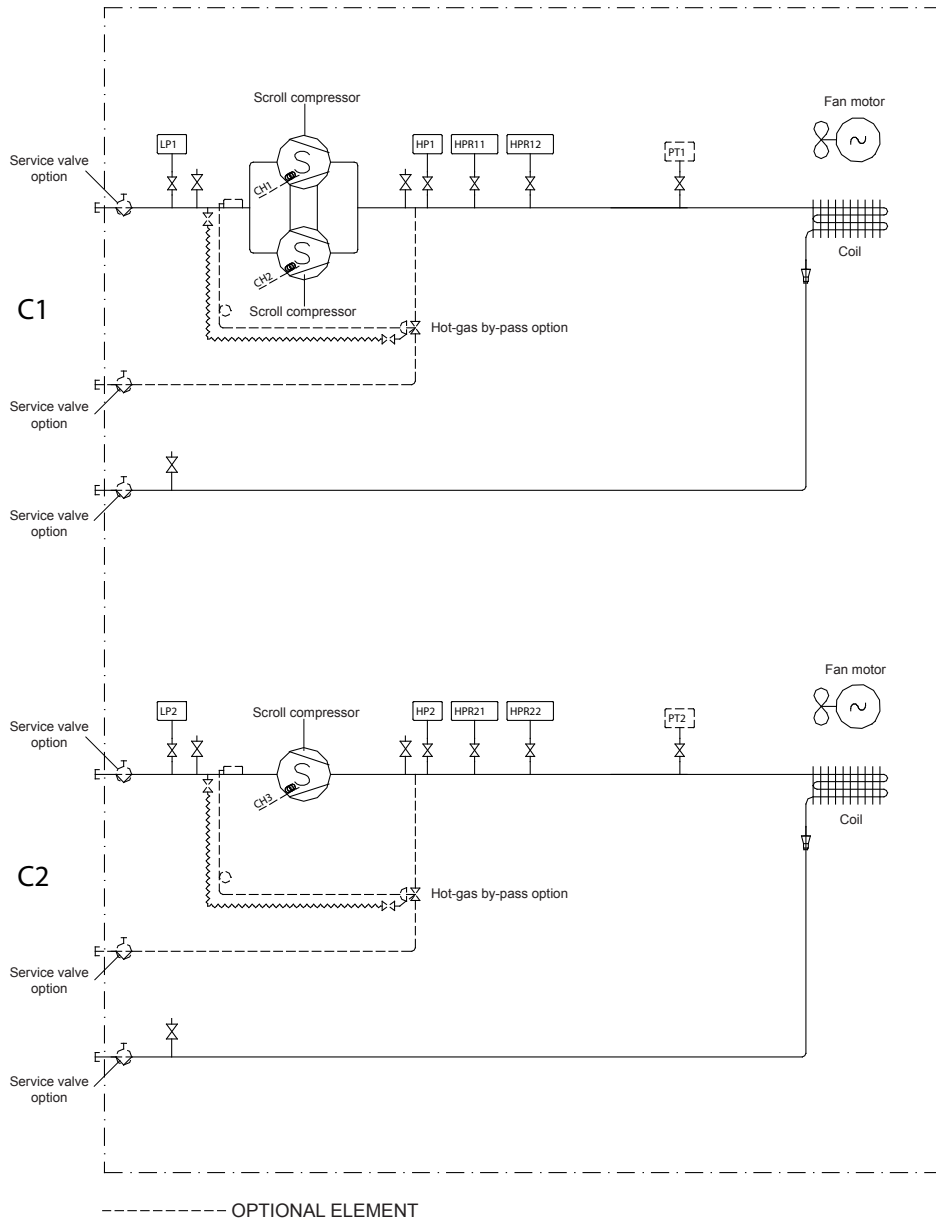 Scroll compressor
Fan motor
LP1
HP1
HPR11
HPR12
PT1
Service valve
option
CH1
Coil
CH2
Scroll compressor
C1
Hot-gas by-pass option
Service valve
option
Service valve
option
Fan motor
LP2
Scroll compressor
HP2
HPR21
HPR22
PT2
Service valve
option
CH3
Coil
C2
Hot-gas by-pass option
Service valve
option
Service valve
option
OPTIONAL ELEMENT